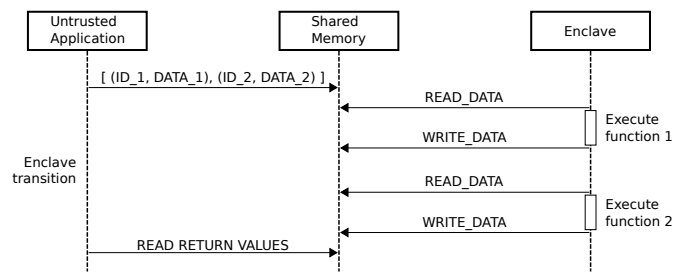 Untrusted
Application
Shared
Memory
Enclave
[ (ID_1, DATA_1), (ID_2, DATA_2) ]
READ_DATA
Execute
function 1
WRITE_DATA
Enclave
transition
READ_DATA
Execute
function 2
WRITE_DATA
READ RETURN VALUES